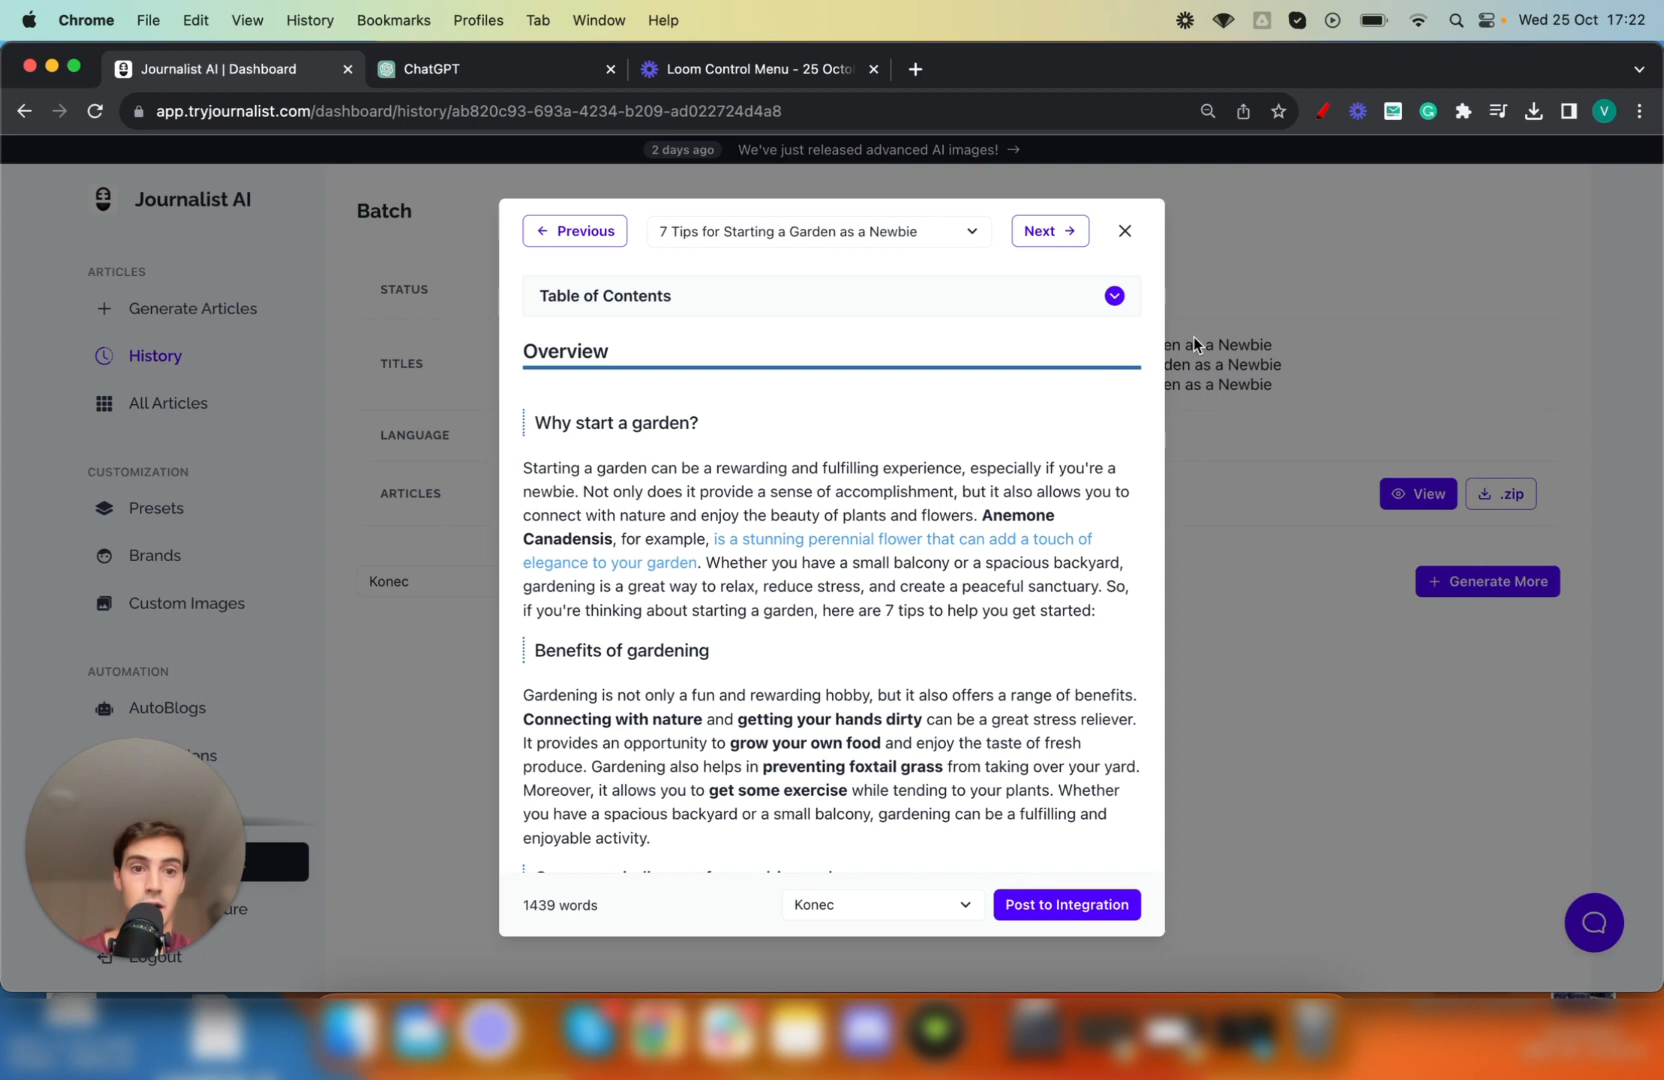 Chrome File Edit View History Bookmarks Profiles Tab Window Help Wed 25 Oct 17:22
Journalist AI | Dashboard ChatGPT Loom Control Menu - 25 Octo
app.tryjournalist.com/dashboard/history/ab820c93-693a-4234-b209-ad022724d4a8 V
2 days ago We've just released advanced AI images! →
Journalist AI
ARTICLES
Generate Articles
History
All Articles
CUSTOMIZATION
Presets
Brands
Custom Images
AUTOMATION
AutoBlogs
ons
ure
Logout
Batch
STATUS
TITLES
en as a Newbie
den as a Newbie
en as a Newbie
LANGUAGE
ARTICLES
View .zip
Konec
+ Generate More
← Previous 7 Tips for Starting a Garden as a Newbie Next →
Table of Contents
Overview
Why start a garden?
Starting a garden can be a rewarding and fulfilling experience, especially if you're a
newbie. Not only does it provide a sense of accomplishment, but it also allows you to
connect with nature and enjoy the beauty of plants and flowers. Anemone
Canadensis, for example, is a stunning perennial flower that can add a touch of
elegance to your garden. Whether you have a small balcony or a spacious backyard,
gardening is a great way to relax, reduce stress, and create a peaceful sanctuary. So,
if you're thinking about starting a garden, here are 7 tips to help you get started:
Benefits of gardening
Gardening is not only a fun and rewarding hobby, but it also offers a range of benefits.
Connecting with nature and getting your hands dirty can be a great stress reliever.
It provides an opportunity to grow your own food and enjoy the taste of fresh
produce. Gardening also helps in preventing foxtail grass from taking over your yard.
Moreover, it allows you to get some exercise while tending to your plants. Whether
you have a spacious backyard or a small balcony, gardening can be a fulfilling and
enjoyable activity.
1439 words Konec Post to Integration